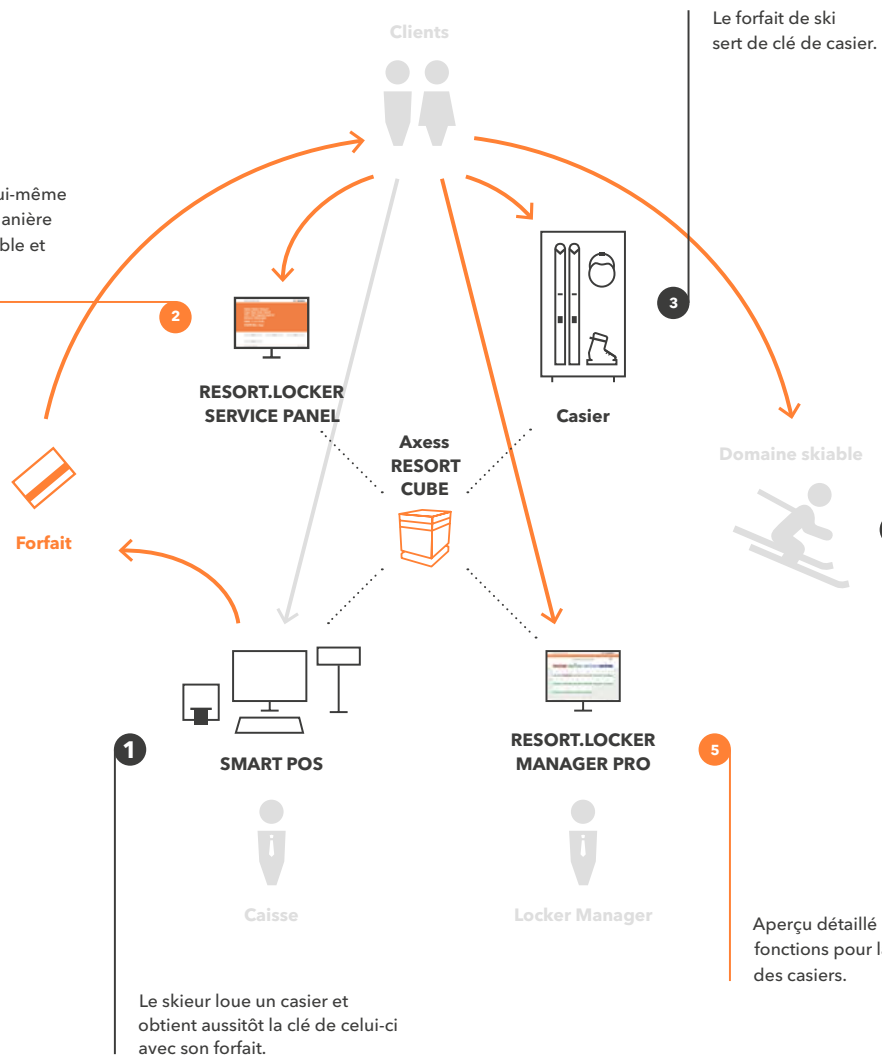 Clients
Le forfait de ski
sert de clé de casier.
ui-même
anière
ble et
2
3
RESORT.LOCKER
SERVICE PANEL
Casier
Axess
RESORT
CUBE
Domaine skiable
Forfait
1
SMART POS
RESORT.LOCKER
MANAGER PRO
5
Caisse
Locker Manager
Aperçu détaillé
fonctions pour l
des casiers.
Le skieur loue un casier et
obtient aussitôt la clé de celui-ci
avec son forfait.